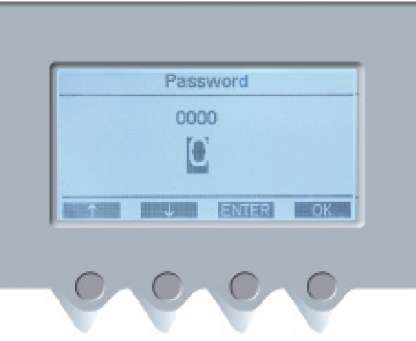 Password
0000
0
↑ ↓ ENTER OK